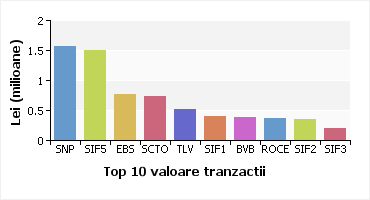 2
1.5
1
0.5
0
Lei (milioane)
SNP SIF5 EBS SCTO TLV SIF1 BVB ROCE SIF2 SIF3
Top 10 valoare tranzactii